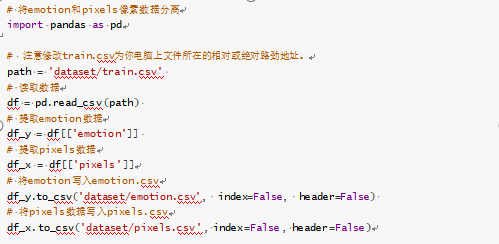 # 将emotion和pixels像素数据分离
import pandas as pd
# 注意修改train.csv为你电脑上文件所在的相对或绝对路劲地址。
path = 'dataset/train.csv'
# 读取数据
df = pd.read_csv(path)
# 提取emotion数据
df_y = df[['emotion']]
# 提取pixels数据
df_x = df[['pixels']]
# 将emotion写入emotion.csv
df_y.to_csv('dataset/emotion.csv', index=False, header=False)
# 将pixels数据写入pixels.csv
df_x.to_csv('dataset/pixels.csv', index=False, header=False)